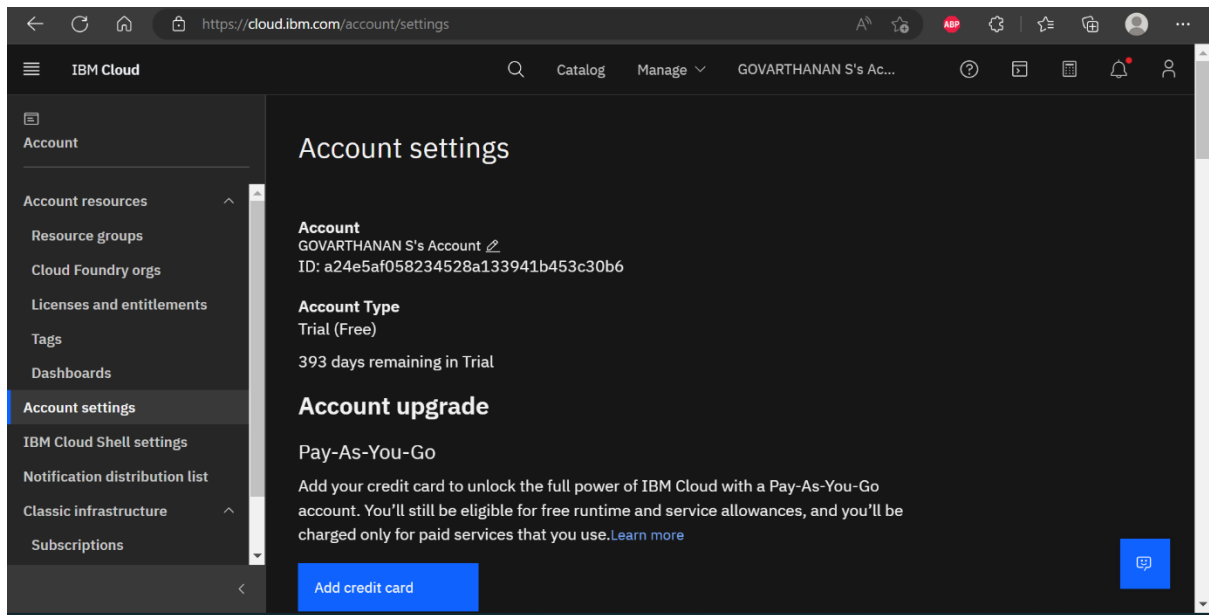 https://cloud.ibm.com/account/settings
ABP
IBM Cloud
Catalog
Manage
GOVARTHANAN S's Ac...
Account
Account resources
Resource groups
Cloud Foundry orgs
Licenses and entitlements
Tags
Dashboards
Account settings
IBM Cloud Shell settings
Notification distribution list
Classic infrastructure
Subscriptions
Account settings
Account
GOVARTHANAN S's Account
ID: a24e5af058234528a133941b453c30b6
Account Type
Trial (Free)
393 days remaining in Trial
Account upgrade
Pay-As-You-Go
Add your credit card to unlock the full power of IBM Cloud with a Pay-As-You-Go
account. You’ll still be eligible for free runtime and service allowances, and you’ll be
charged only for paid services that you use.Learn more
Add credit card